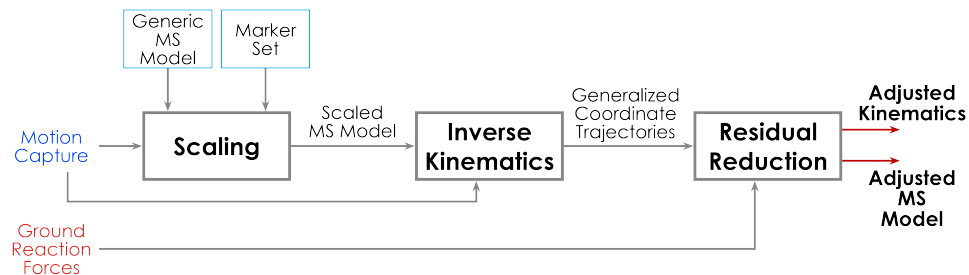 Generic
MS
Model
Marker
Set
Motion
Capture
Scaling
Scaled
MS Model
Inverse
Kinematics
Generalized
Coordinate
Trajectories
Residual
Reduction
Adjusted
Kinematics
Adjusted
MS
Model
Ground
Reaction
Forces